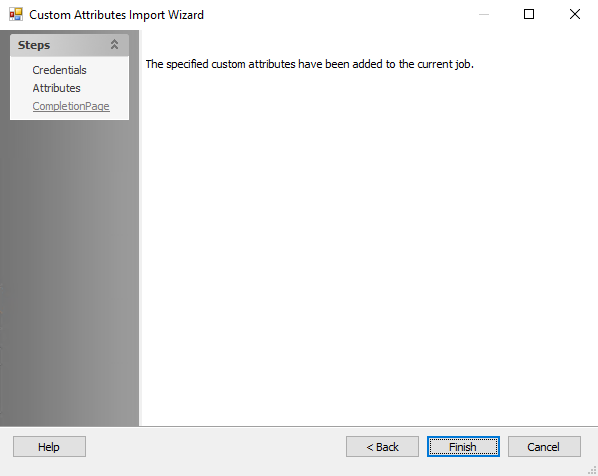 Custom Attributes Import Wizard
Steps
Credentials
Attributes
CompletionPage
The specified custom attributes have been added to the current job.
Help
< Back
Finish
Cancel